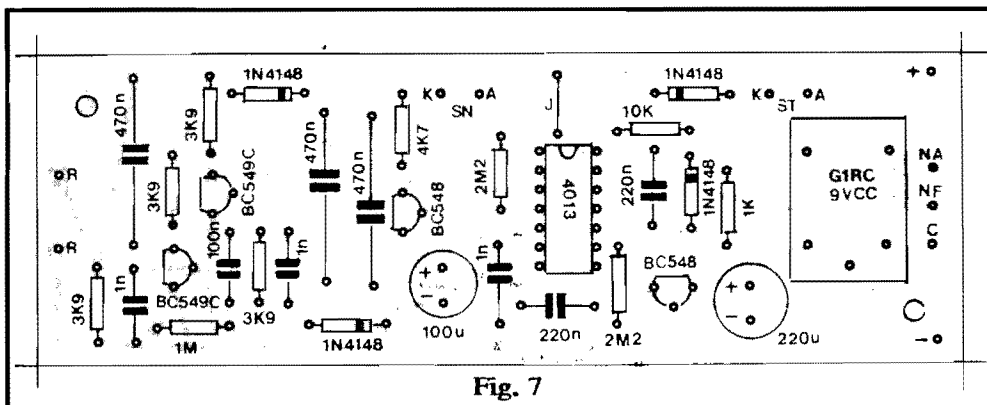 1N4148
1N4148
+
470n
3K9
K
SN
A
J
K
ST
A
10K
470n
470n
4K7
G1RC
9VCC
NA
NF
C
R
3K9
BC549C
2M2
4013
220n
1N4148
1K
BC548
R
100n
1n
1n
BC548
3K9
1n
BC549C
3K9
+
-
+
-
1M
1N4148
100u
220n
2M2
220u
-
Fig. 7